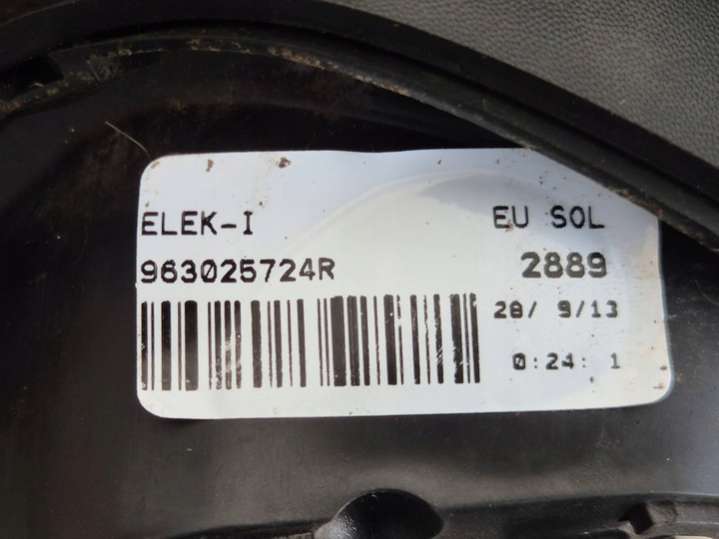 ELEK-I EU SOL
963025724R 2889
28/ 9/13
0:24: 1